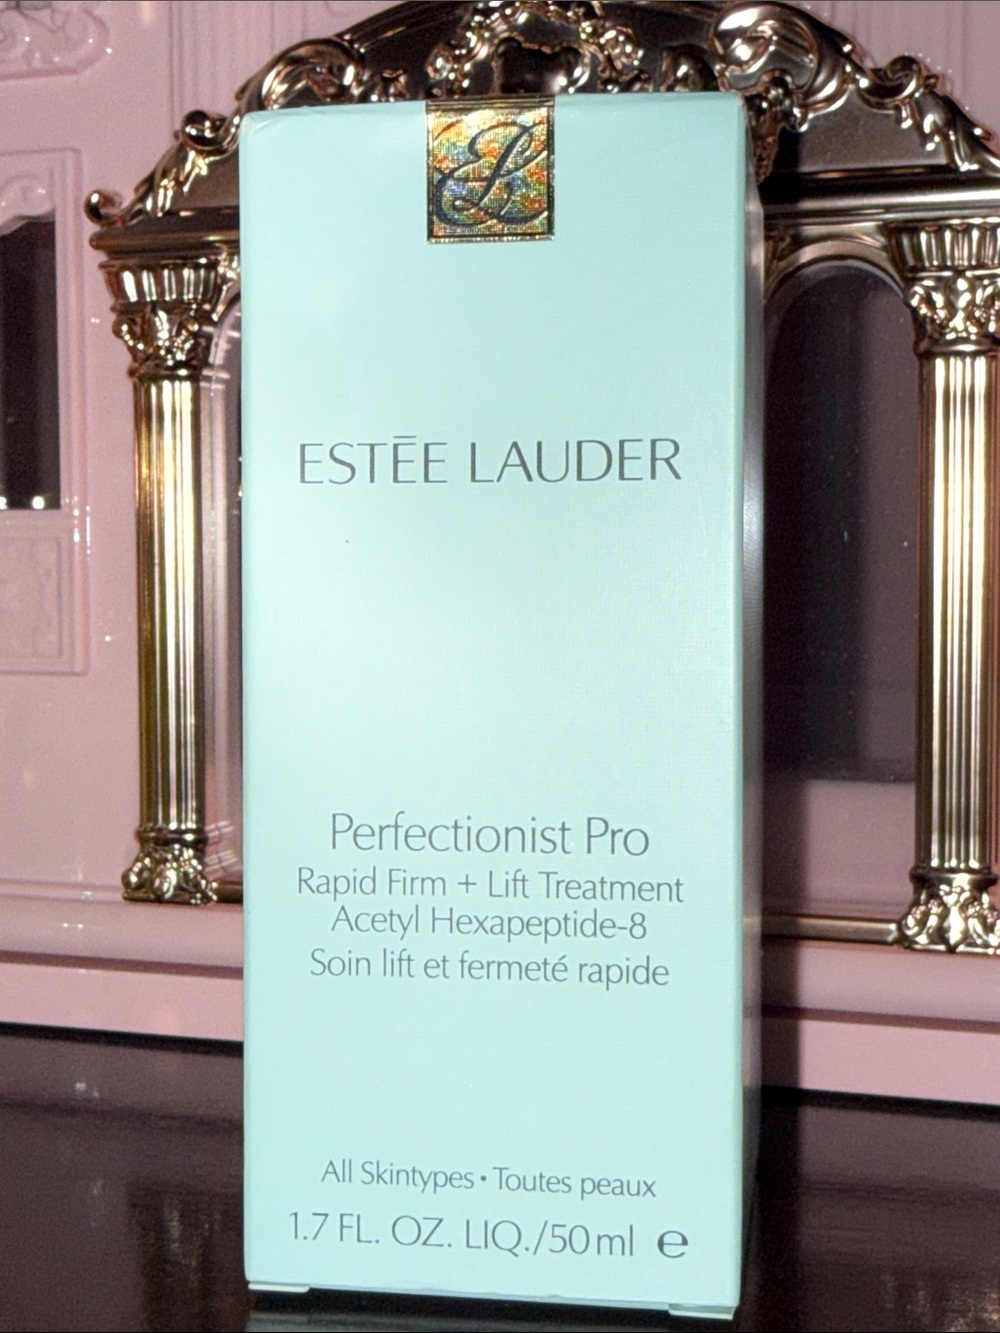 EL
ESTĒE LAUDER
Perfectionist Pro
Rapid Firm + Lift Treatment
Acetyl Hexapeptide-8
Soin lift et fermeté rapide
All Skintypes • Toutes peaux
1.7 FL. OZ. LIQ./50 ml ℮